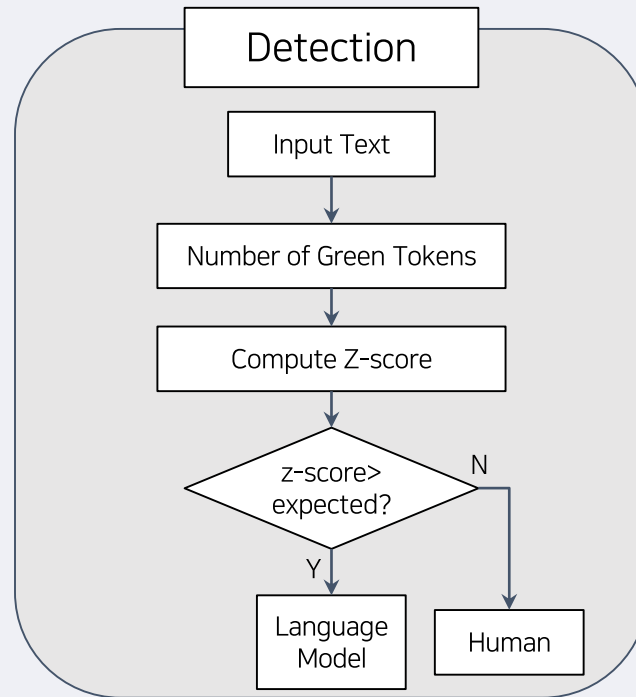 Detection
Input Text
Number of Green Tokens
Compute Z-score
z-score>
expected?
N
Y
Language
Model
Human